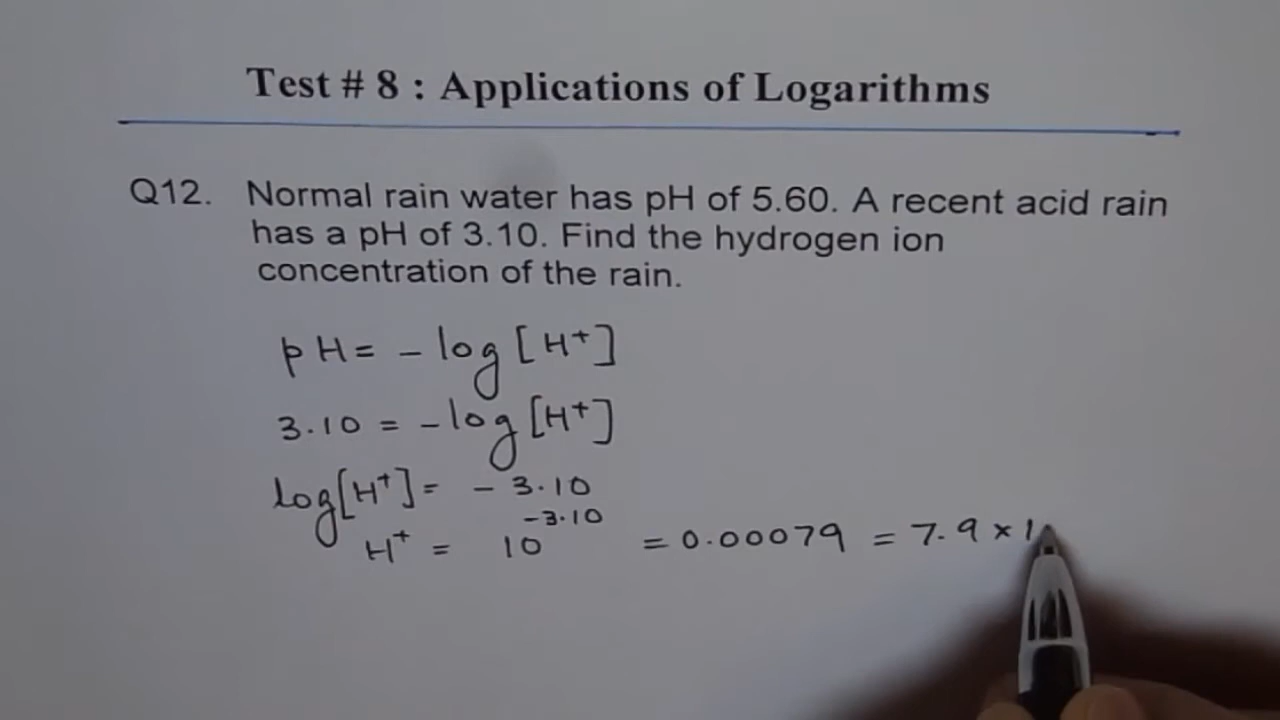 Test # 8 : Applications of Logarithms
Q12. Normal rain water has pH of 5.60. A recent acid rain
has a pH of 3.10. Find the hydrogen ion
concentration of the rain.
pH = - log [H⁺]
3.10 = - log [H⁺]
log[H⁺] = - 3.10
H⁺ = 10⁻³·¹⁰ = 0.00079 = 7.9 × 1